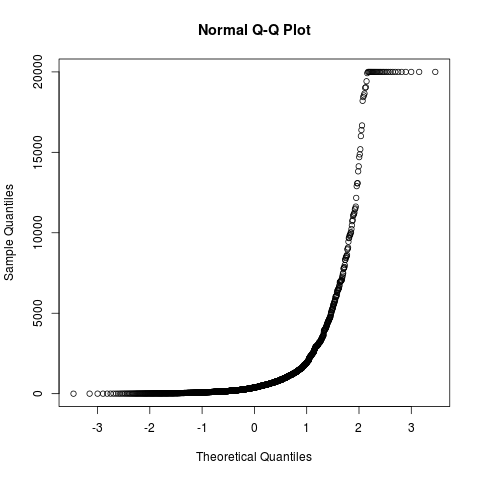 Normal Q-Q Plot
Sample Quantiles
20000
15000
10000
5000
0
-3 -2 -1 0 1 2 3
Theoretical Quantiles